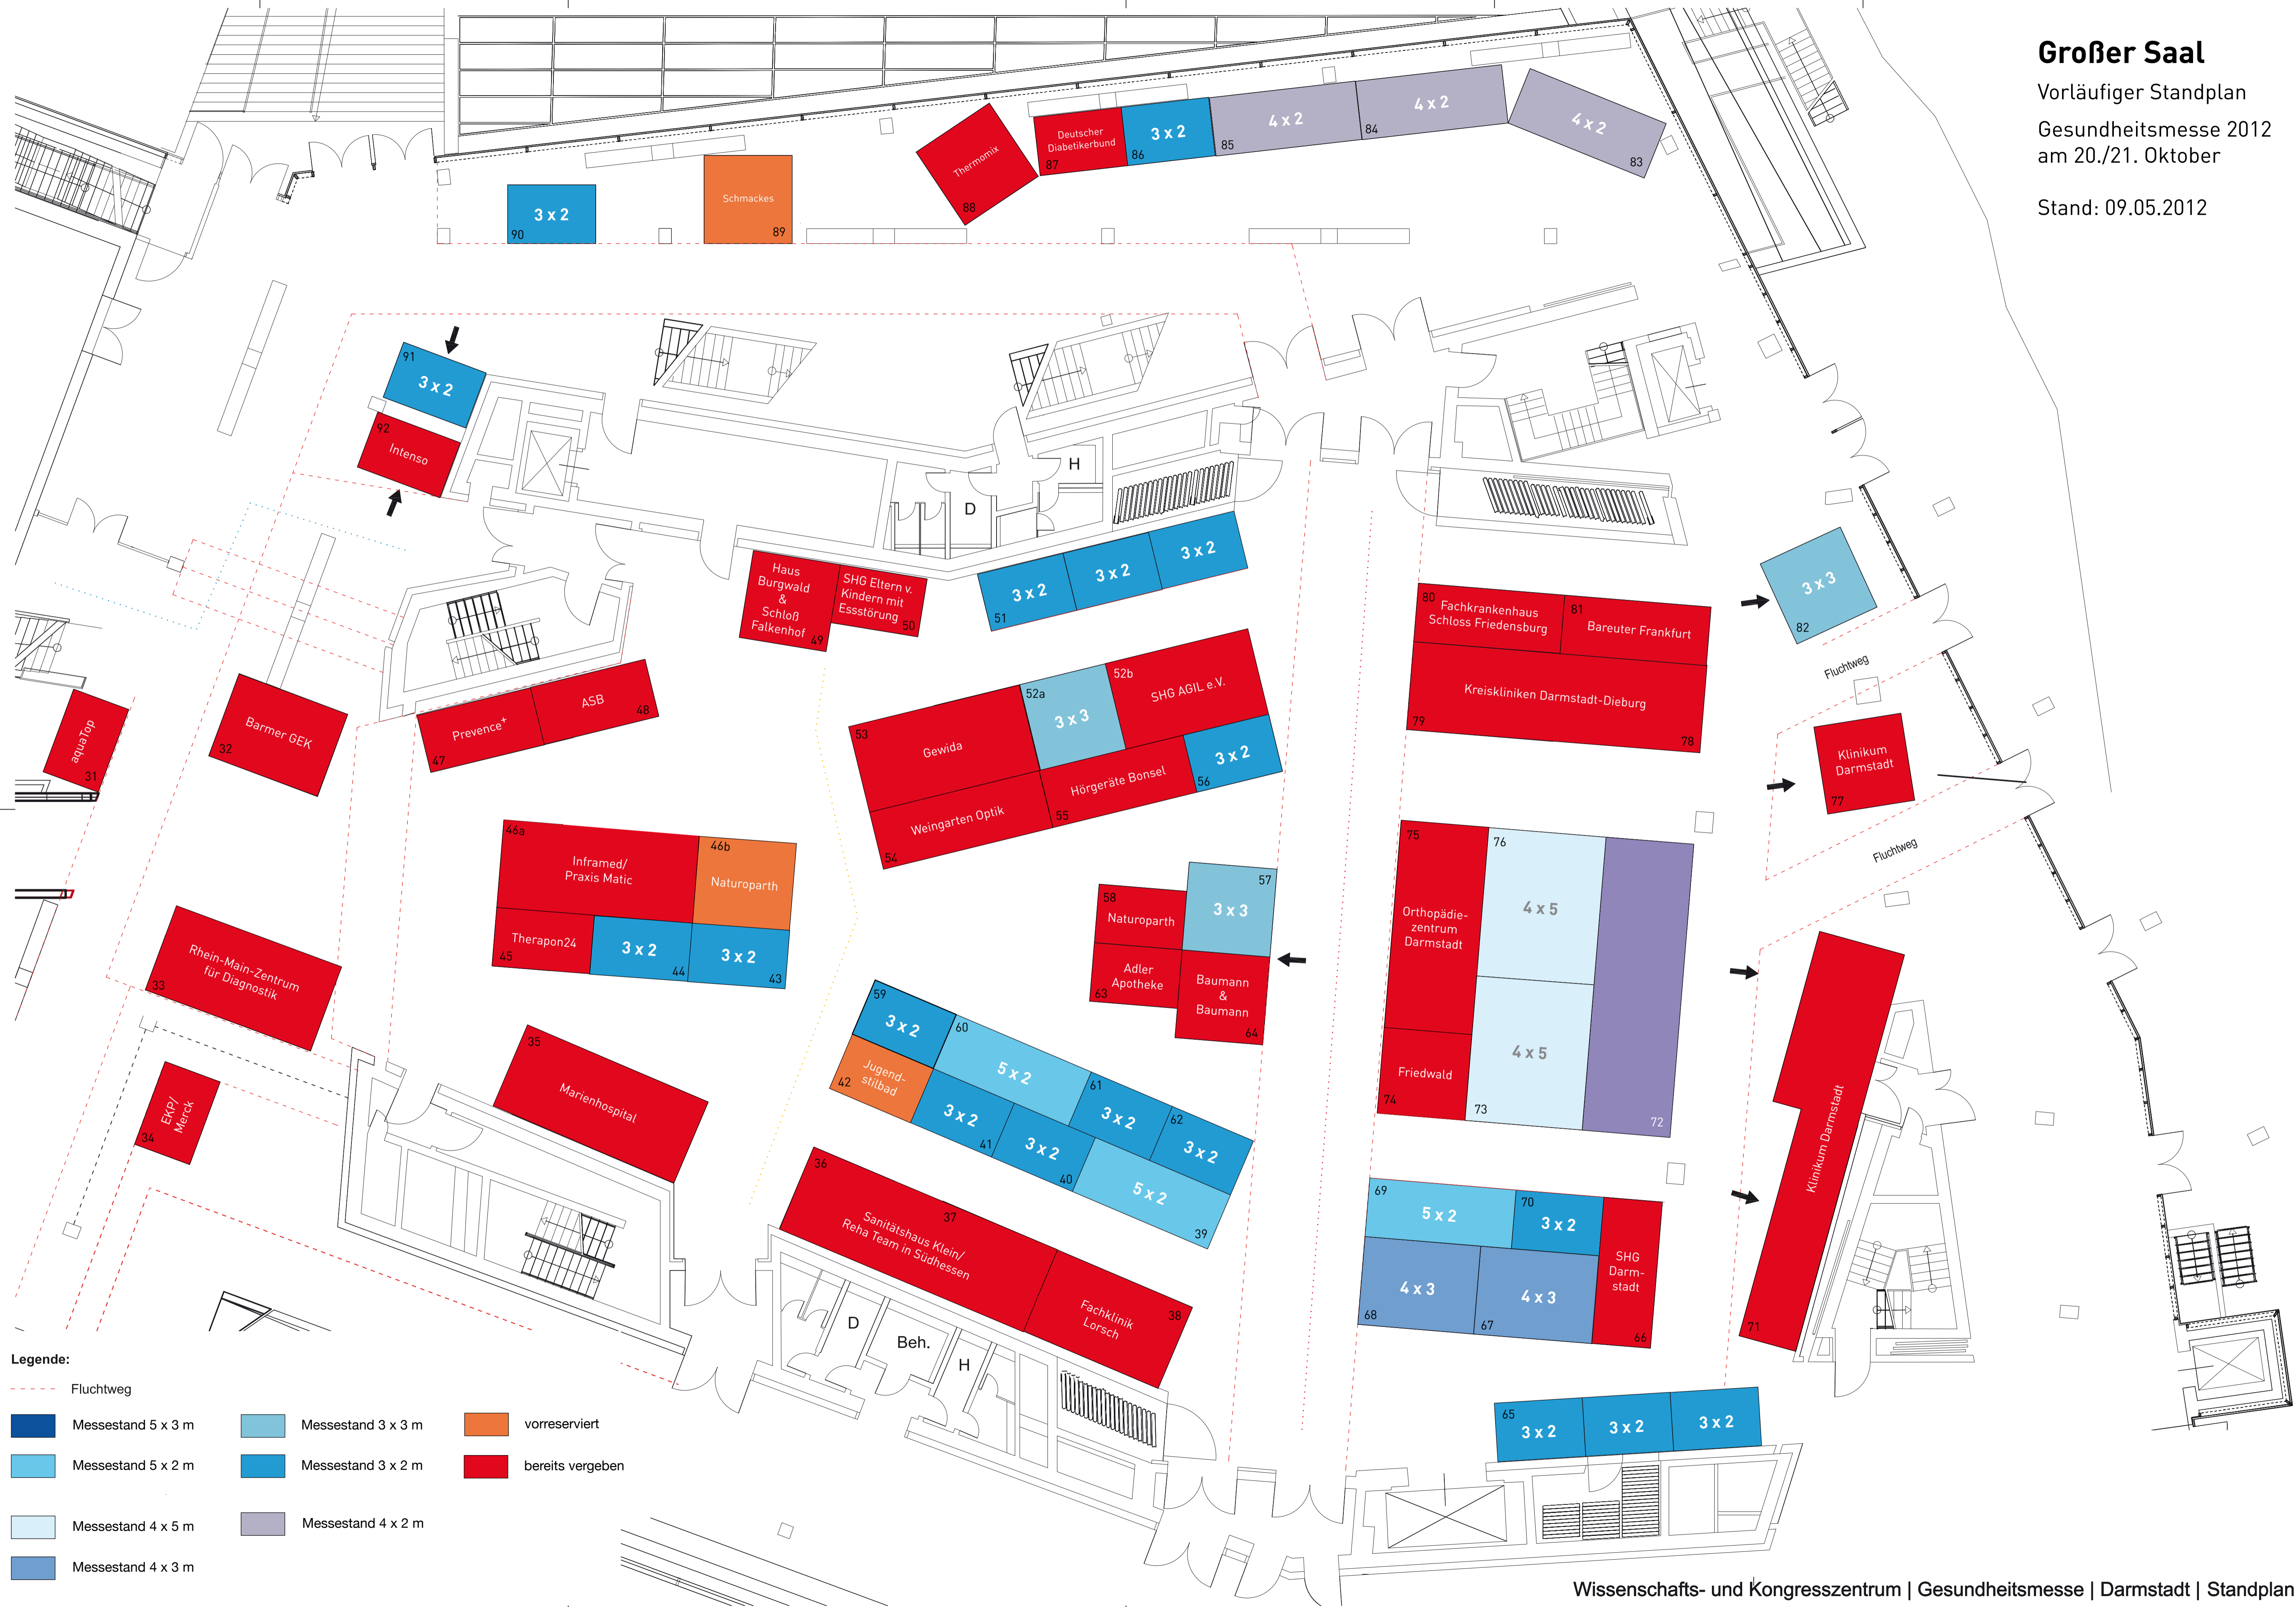 Großer Saal
Vorläufiger Standplan
Gesundheitsmesse 2012
am 20./21. Oktober
Stand: 09.05.2012
4 x 2
83
4 x 2
84
4 x 2
85
3 x 2
86
Deutscher
Diabetikerbund
87
Thermomix
88
Schmackes
89
3 x 2
90
91
3 x 2
92
Intenso
H
D
3 x 2
3 x 2
3 x 2
51
Haus
Burgwald
&
Schloß
Falkenhof
49
SHG Eltern v.
Kindern mit
Essstörung
50
80
Fachkrankenhaus
Schloss Friedensburg
81
Bareuter Frankfurt
Kreiskliniken Darmstadt-Dieburg
79
78
3 x 3
82
Fluchtweg
Klinikum
Darmstadt
77
Fluchtweg
aquaTop
31
Barmer GEK
32
Prevence+
47
ASB
48
53
Gewida
52a
3 x 3
52b
SHG AGIL e.V.
Weingarten Optik
54
Hörgeräte Bonsel
55
3 x 2
56
46a
Inframed/
Praxis Matic
46b
Naturoparth
Therapon24
45
3 x 2
44
3 x 2
43
57
3 x 3
58
Naturoparth
Adler
Apotheke
63
Baumann
&
Baumann
64
75
Orthopädie-
zentrum
Darmstadt
76
4 x 5
4 x 5
73
72
Friedwald
74
Rhein-Main-Zentrum
für Diagnostik
33
EKP/
Merck
34
35
Marienhospital
59
3 x 2
60
5 x 2
61
3 x 2
62
3 x 2
Jugend-
stilbad
42
3 x 2
41
3 x 2
40
5 x 2
39
36
37
Sanitätshaus Klein/
Reha Team in Südhessen
38
Fachklinik
Lorsch
69
5 x 2
70
3 x 2
SHG
Darm-
stadt
66
4 x 3
68
4 x 3
67
Klinikum Darmstadt
71
65
3 x 2
3 x 2
3 x 2
D
Beh.
H
Legende:
Fluchtweg
Messestand 5 x 3 m
Messestand 3 x 3 m
vorreserviert
Messestand 5 x 2 m
Messestand 3 x 2 m
bereits vergeben
Messestand 4 x 5 m
Messestand 4 x 2 m
Messestand 4 x 3 m
Wissenschafts- und Kongresszentrum | Gesundheitsmesse | Darmstadt | Standplan